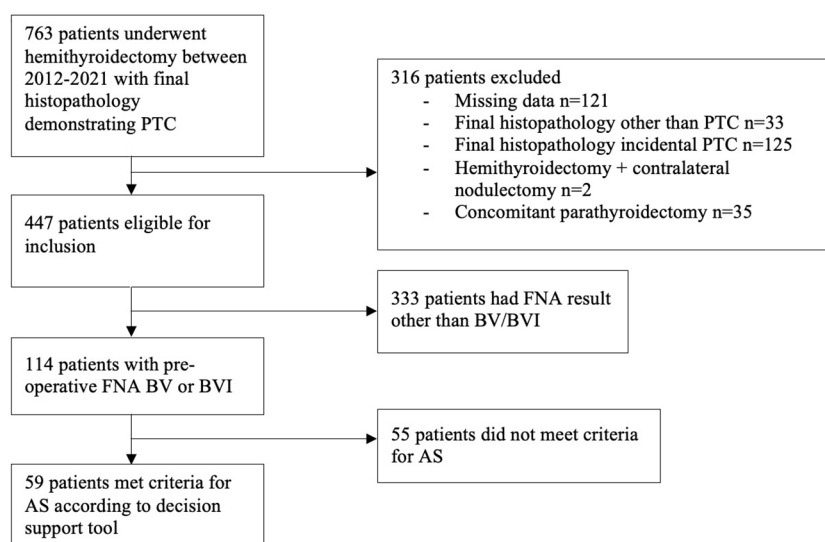 763 patients underwent
hemithyroidectomy between
2012-2021 with final
histopathology
demonstrating PTC
316 patients excluded
- Missing data n=121
- Final histopathology other than PTC n=33
- Final histopathology incidental PTC n=125
- Hemithyroidectomy + contralateral
nodulectomy n=2
- Concomitant parathyroidectomy n=35
447 patients eligible for
inclusion
333 patients had FNA result
other than BV/BVI
114 patients with pre-
operative FNA BV or BVI
55 patients did not meet criteria
for AS
59 patients met criteria for
AS according to decision
support tool